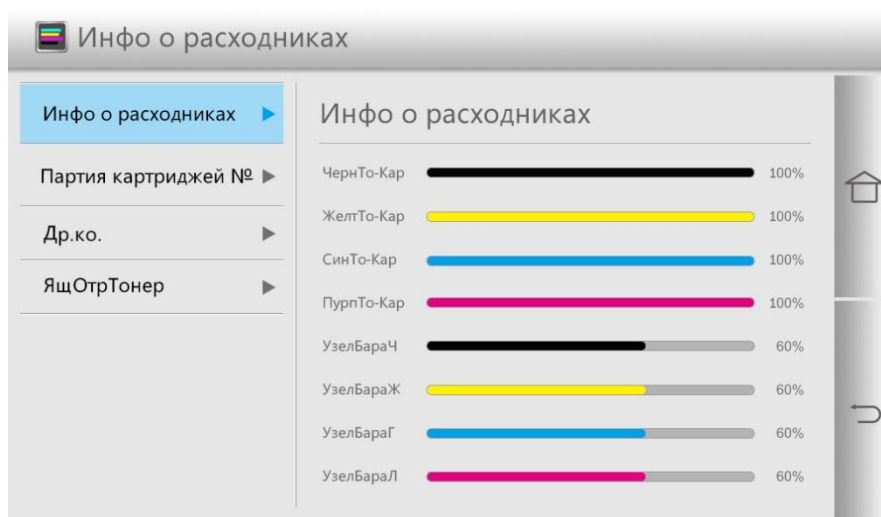 Инфо о расходниках
Инфо о расходниках
Партия картриджей №
Др.ко.
ЯщОтрТонер
Инфо о расходниках
ЧернТо-Кар 100%
ЖелтТо-Кар 100%
СинТо-Кар 100%
ПурпТо-Кар 100%
УзелБараЧ 60%
УзелБараЖ 60%
УзелБараГ 60%
УзелБараЛ 60%